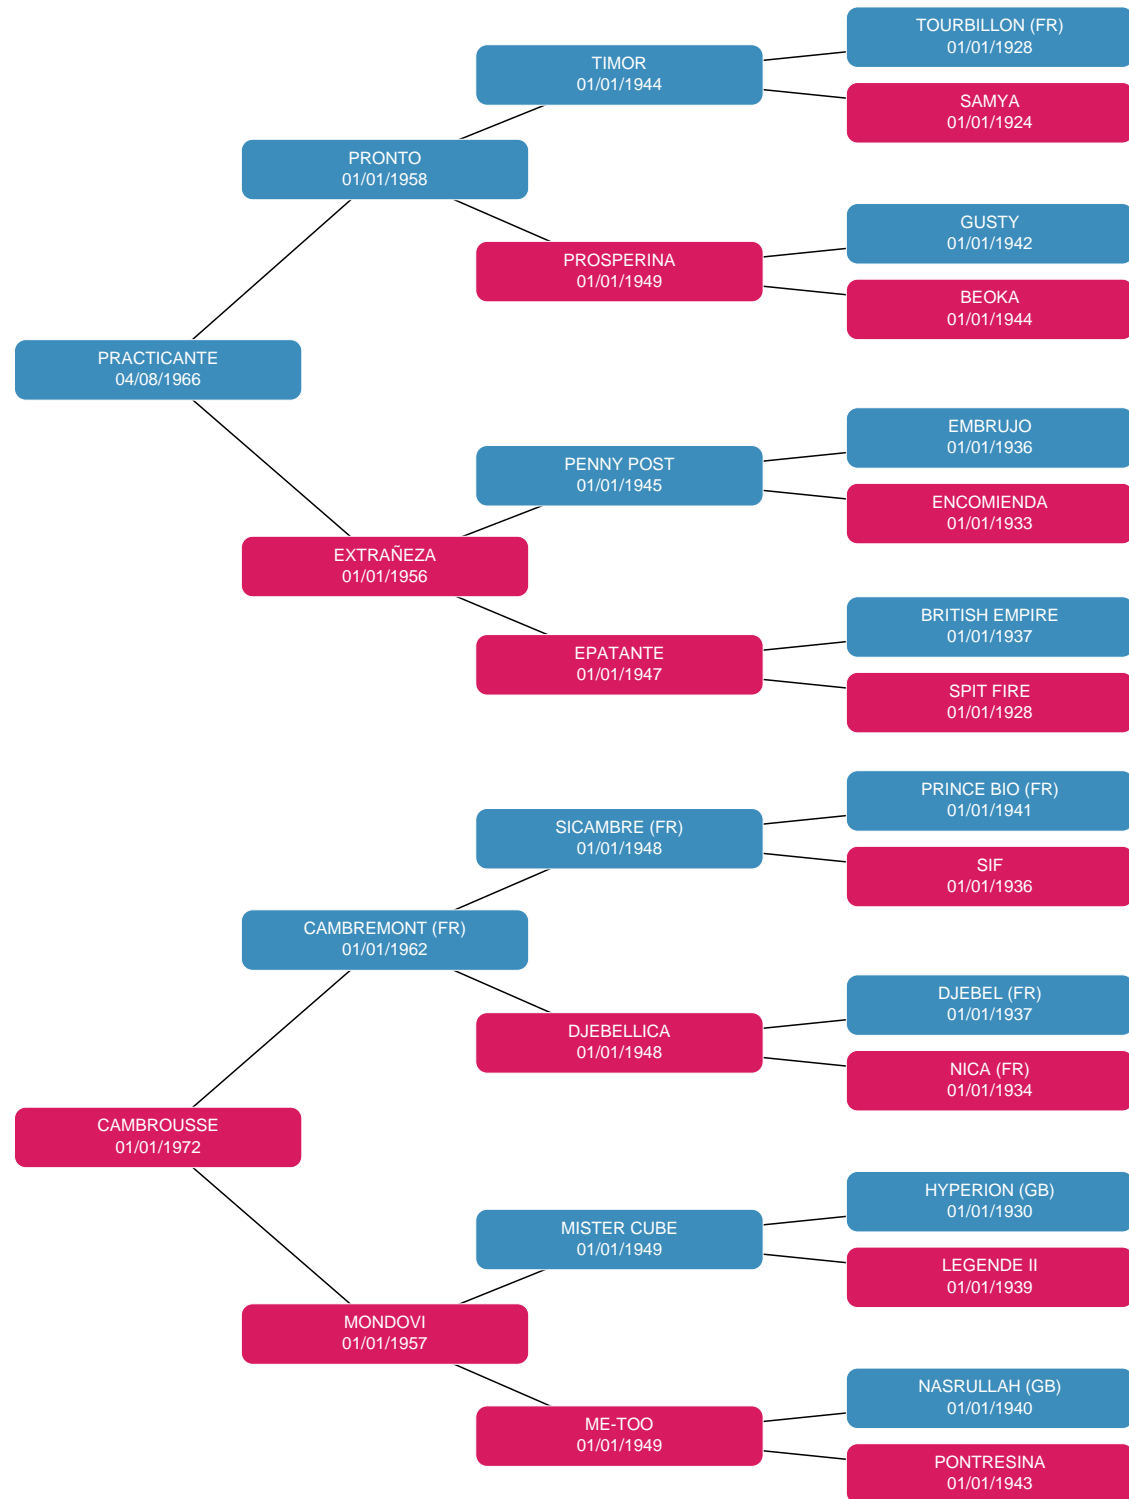 TOURBILLON (FR)
01/01/1928
TIMOR
01/01/1944
SAMYA
01/01/1924
PRONTO
01/01/1958
GUSTY
01/01/1942
PROSPERINA
01/01/1949
BEOKA
01/01/1944
PRACTICANTE
04/08/1966
EMBRUJO
01/01/1936
PENNY POST
01/01/1945
ENCOMIENDA
01/01/1933
EXTRAÑEZA
01/01/1956
BRITISH EMPIRE
01/01/1937
EPATANTE
01/01/1947
SPIT FIRE
01/01/1928
PRINCE BIO (FR)
01/01/1941
SICAMBRE (FR)
01/01/1948
SIF
01/01/1936
CAMBREMONT (FR)
01/01/1962
DJEBEL (FR)
01/01/1937
DJEBELLICA
01/01/1948
NICA (FR)
01/01/1934
CAMBROUSSE
01/01/1972
HYPERION (GB)
01/01/1930
MISTER CUBE
01/01/1949
LEGENDE II
01/01/1939
MONDOVI
01/01/1957
NASRULLAH (GB)
01/01/1940
ME-TOO
01/01/1949
PONTRESINA
01/01/1943